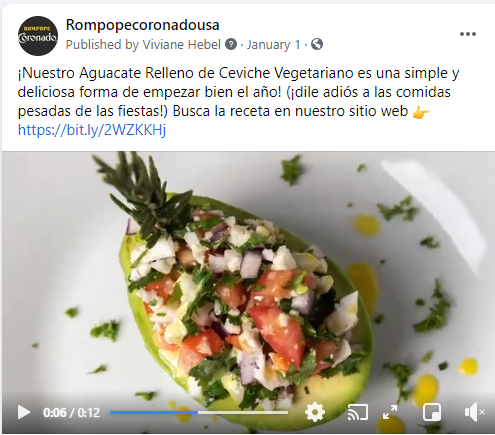 ROMPOPE
Coronado
Rompopecoronadousa
Published by Viviane Hebel · January 1 ·
¡Nuestro Aguacate Relleno de Ceviche Vegetariano es una simple y
deliciosa forma de empezar bien el año! (¡dile adiós a las comidas
pesadas de las fiestas!) Busca la receta en nuestro sitio web 👉
https://bit.ly/2WZKKHj
0:06 / 0:12